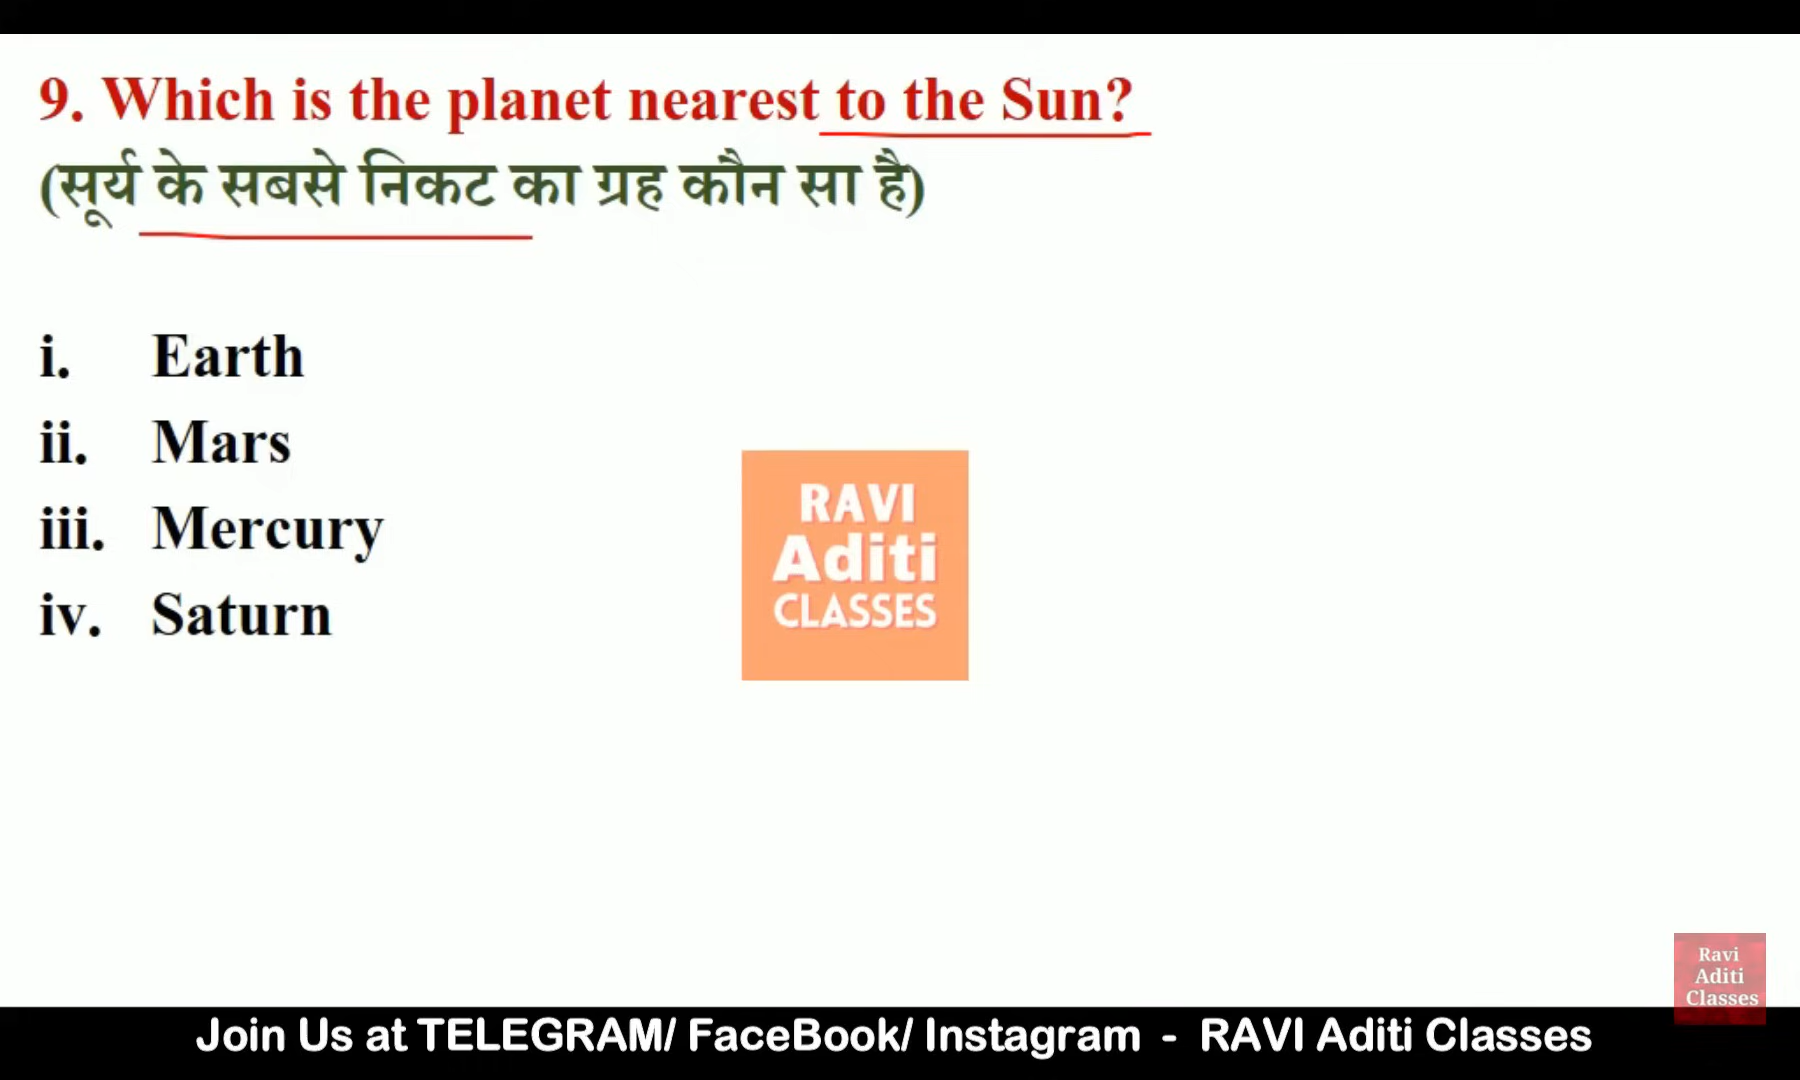 9. Which is the planet nearest to the Sun?
(सूर्य के सबसे निकट का ग्रह कौन सा है)
i. Earth
ii. Mars
iii. Mercury
iv. Saturn
RAVI
Aditi
CLASSES
Ravi
Aditi
Classes
Join Us at TELEGRAM/ FaceBook/ Instagram - RAVI Aditi Classes